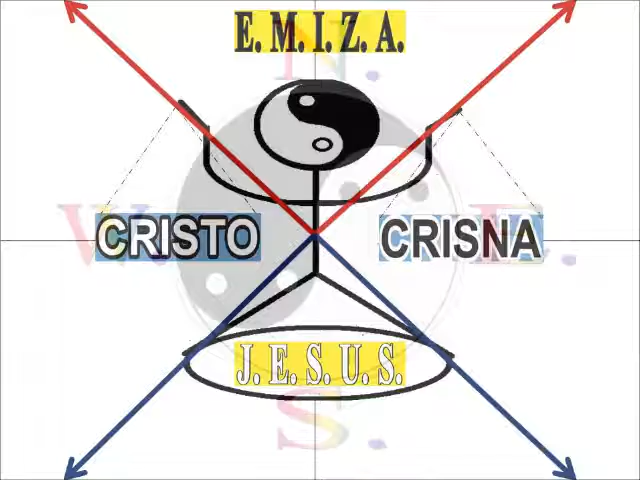 E. M. I. Z. A.
N.
CRISTO
CRISNA
W.
E.
J. E. S. U. S.
S.